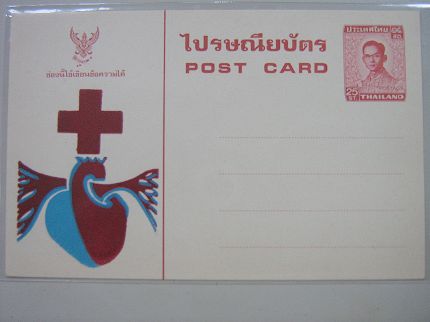 ไปรษณียบัตร
POST CARD
ช่องนี้ใช้เขียนข้อความได้
ประเทศไทย
25
ST
THAILAND